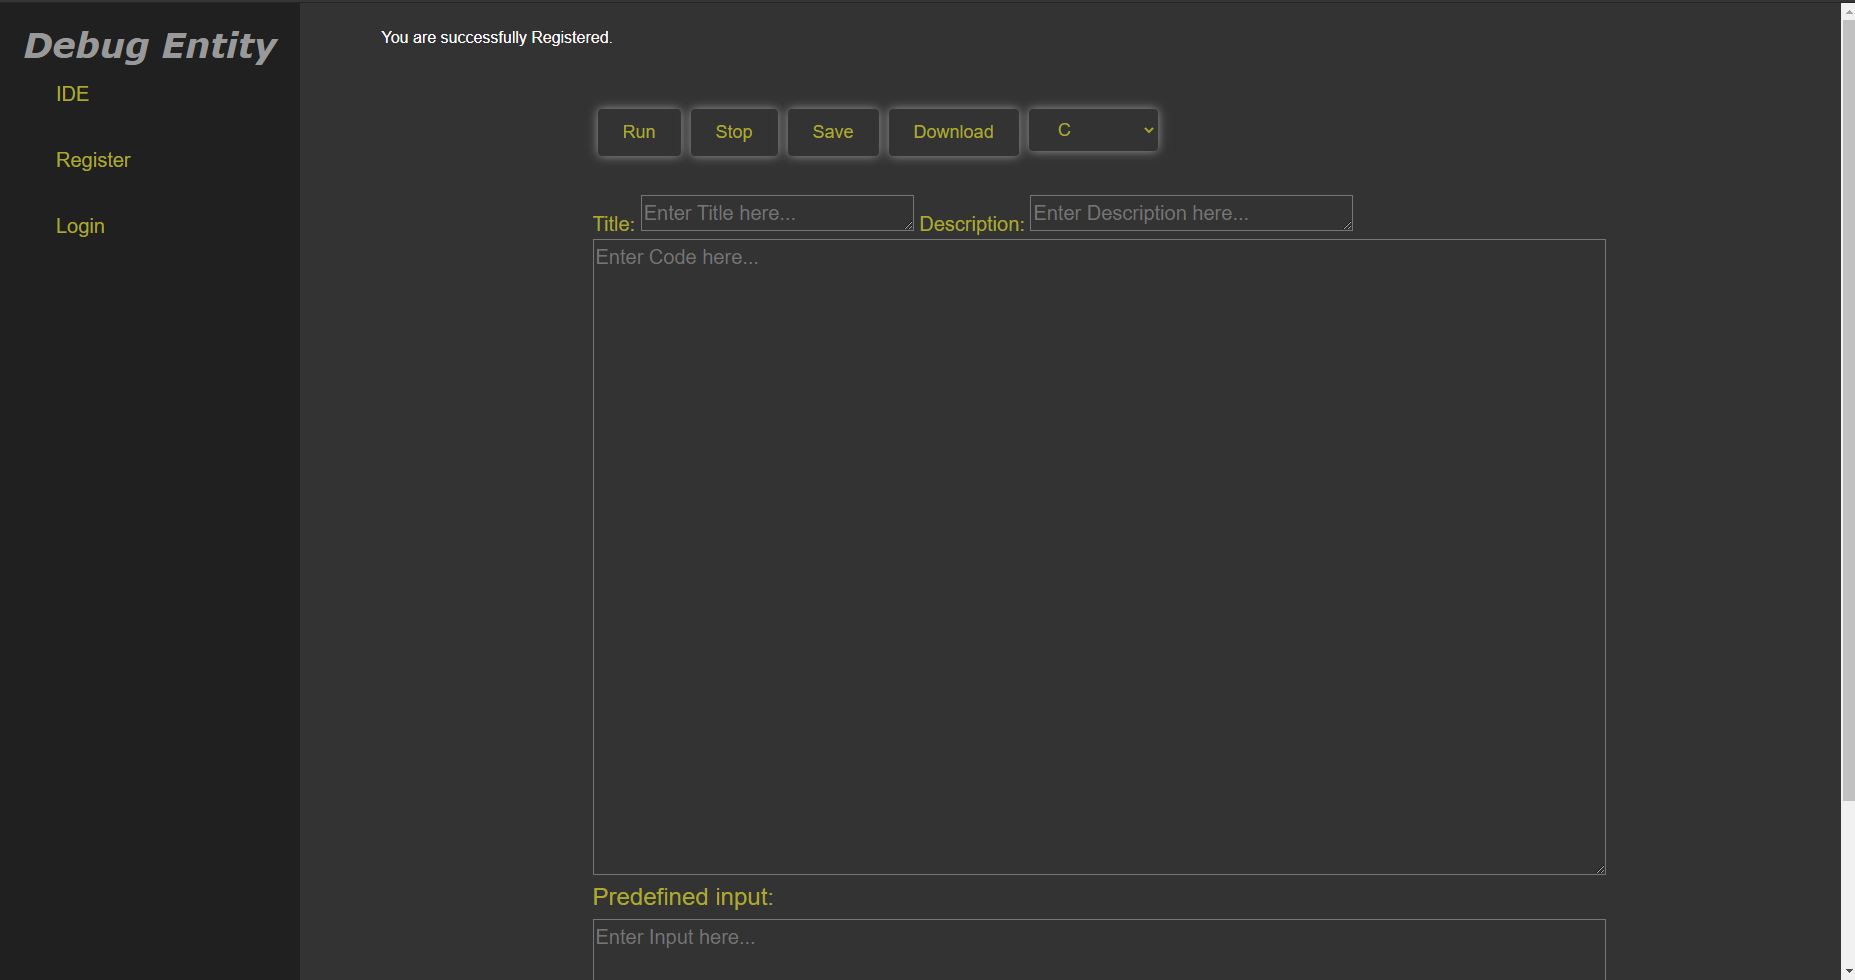 Debug Entity
IDE
Register
Login
You are successfully Registered.
Run Stop Save Download C
Title: Enter Title here... Description: Enter Description here...
Enter Code here...
Predefined input:
Enter Input here...